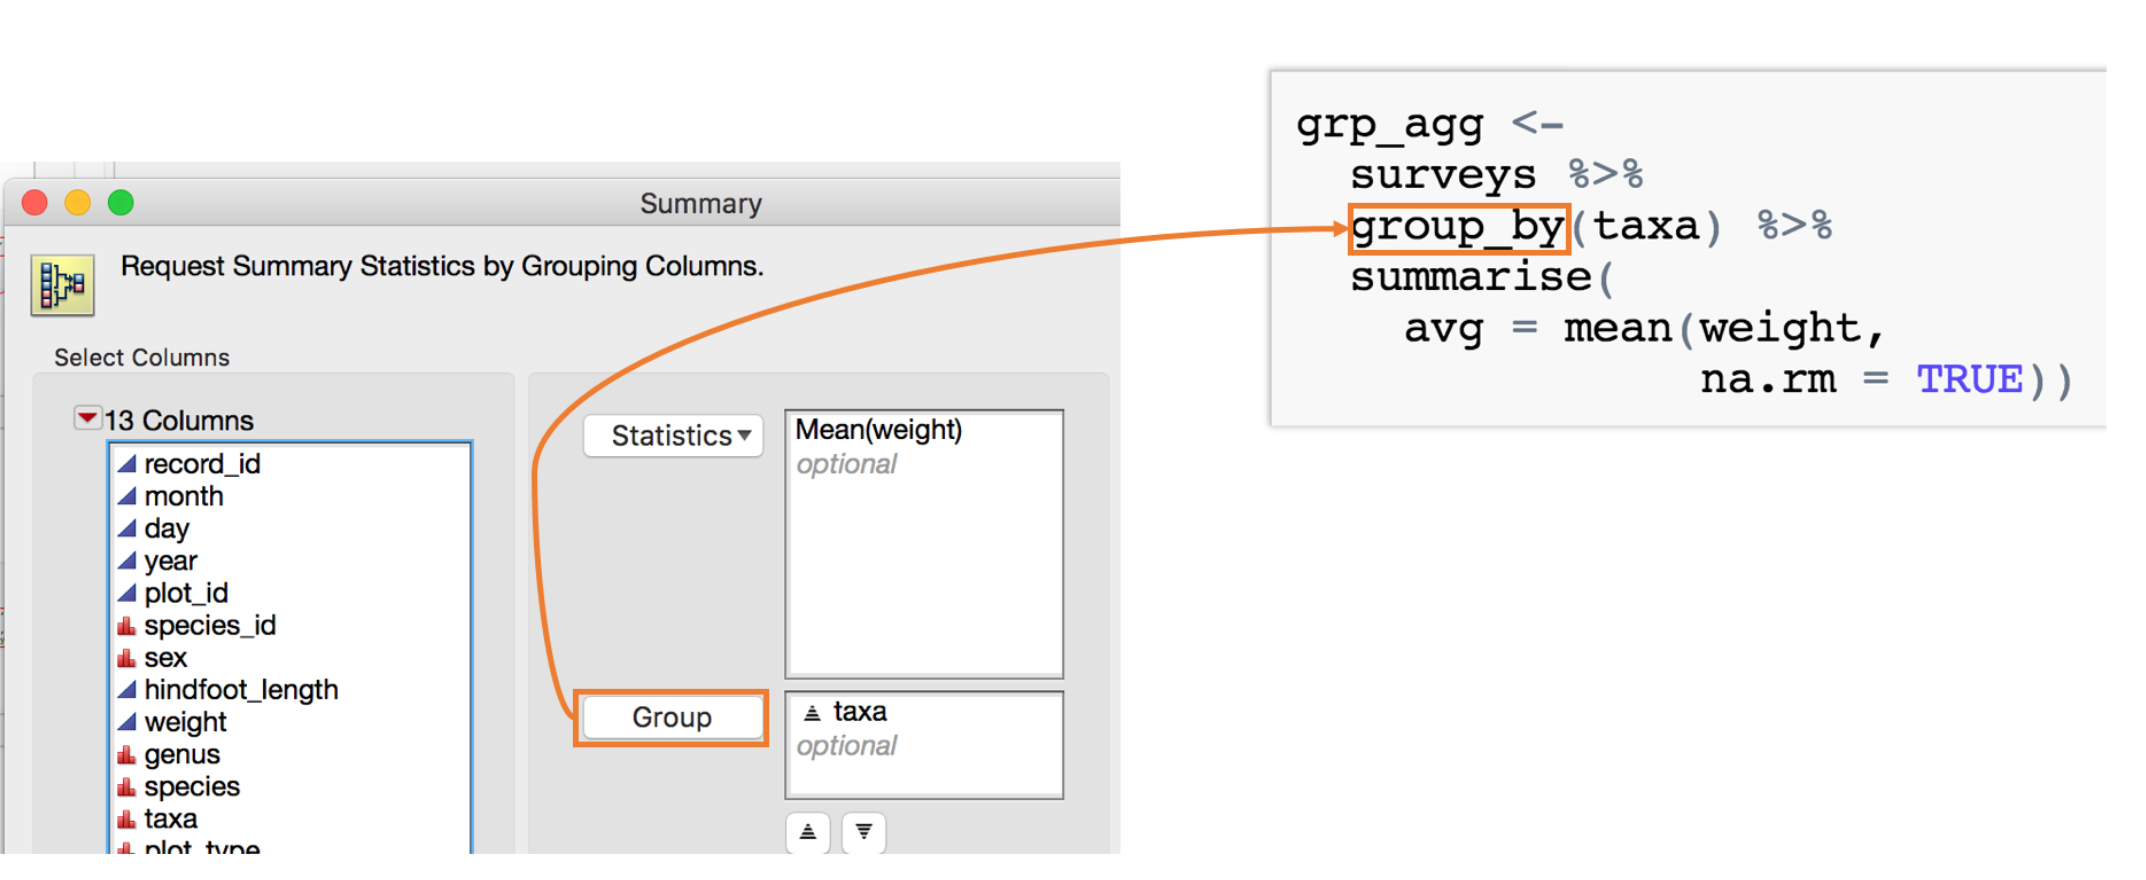 Summary
Request Summary Statistics by Grouping Columns.
Select Columns
13 Columns
record_id
month
day
year
plot_id
species_id
sex
hindfoot_length
weight
genus
species
taxa
plot_type
Statistics
Mean(weight)
optional
Group
taxa
optional
grp_agg <-
surveys %>%
group_by(taxa) %>%
summarise(
avg = mean(weight,
na.rm = TRUE))